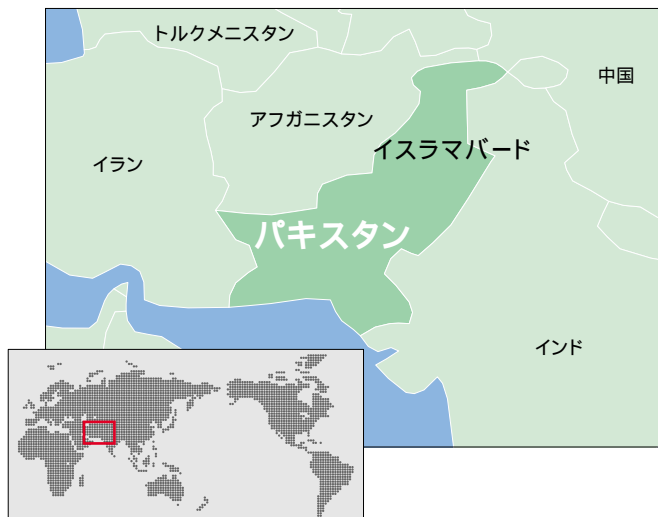 トルクメニスタン
中国
アフガニスタン
イスラマバード
イラン
パキスタン
インド